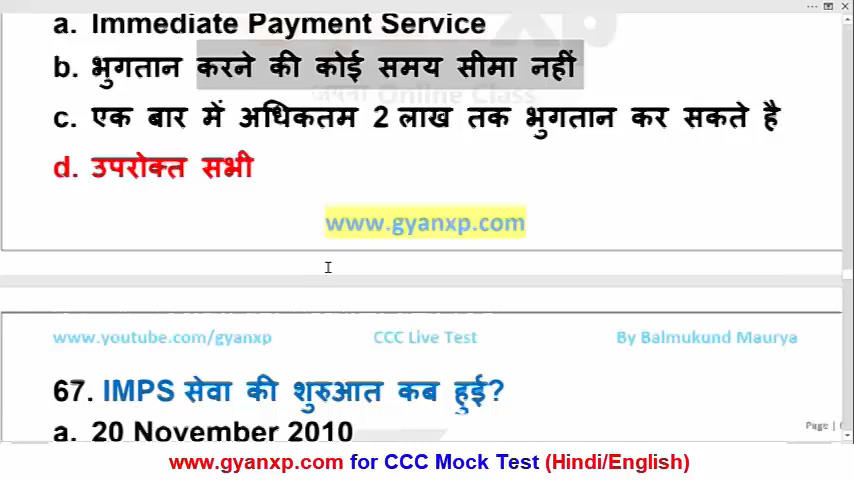 a. Immediate Payment Service
b. भुगतान करने की कोई समय सीमा नहीं
c. एक बार में अधिकतम 2 लाख तक भुगतान कर सकते है
d. उपरोक्त सभी
www.gyanxp.com
www.youtube.com/gyanxp CCC Live Test By Balmukund Maurya
67. IMPS सेवा की शुरुआत कब हुई?
Page |
a. 20 November 2010
www.gyanxp.com for CCC Mock Test (Hindi/English)